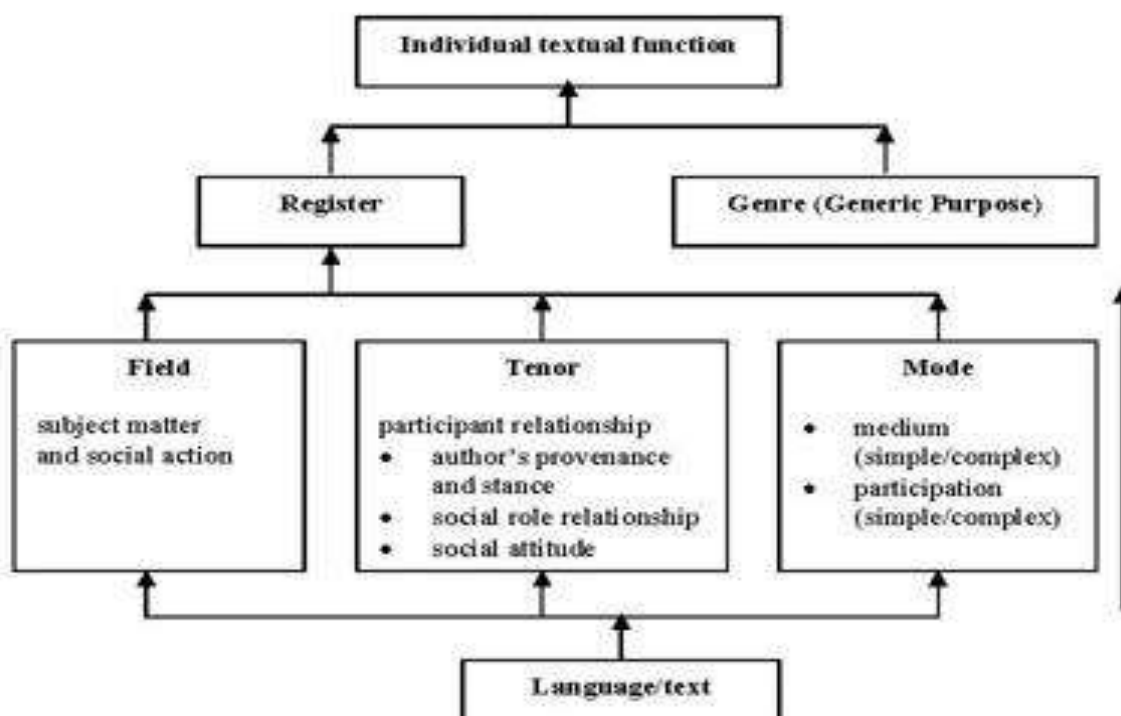 Individual textual function
Register
Genre (Generic Purpose)
Field
subject matter
and social action
Tenor
participant relationship
• author's provenance
and stance
• social role relationship
• social attitude
Mode
• medium
(simple/complex)
• participation
(simple/complex)
Language/text